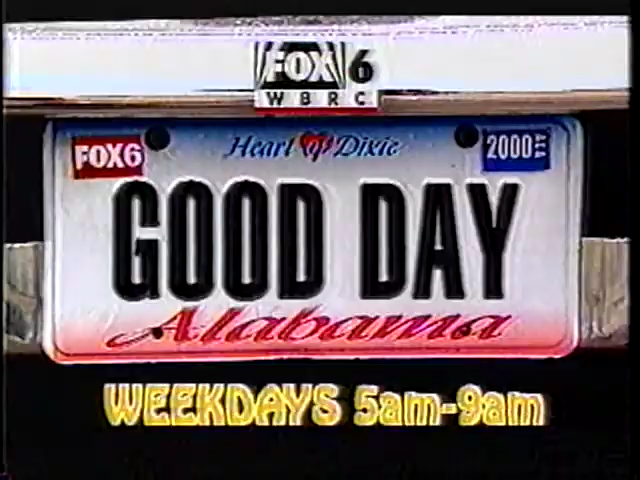 FOX 6
WBRC
FOX6
Heart of Dixie
2000
GOOD DAY
Alabama
WEEKDAYS 5am-9am